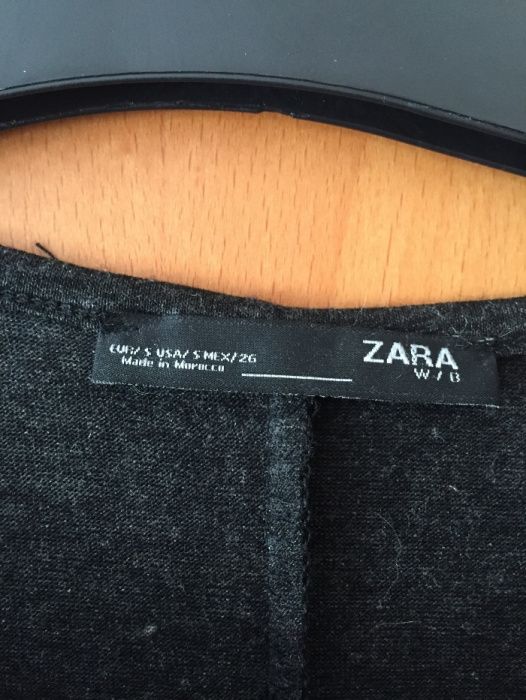 EUR/ S USA/ S MEX/26
Made in Morocco
ZARA
W / B